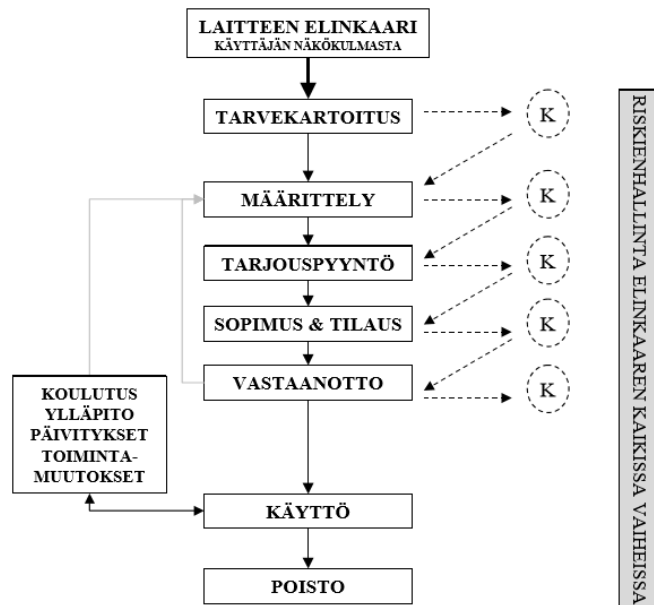 LAITTEEN ELINKAARI
KÄYTTÄJÄN NÄKÖKULMASTA
TARVEKARTOITUS
K
MÄÄRITTELY
K
TARJOUSPYYNTÖ
K
SOPIMUS & TILAUS
K
VASTAANOTTO
K
KOULUTUS
YLLÄPITO
PÄIVITYKSET
TOIMINTA-
MUUTOKSET
KÄYTTÖ
POISTO
RISKIENHALLINTA ELINKAAREN KAIKISSA VAIHEISSA